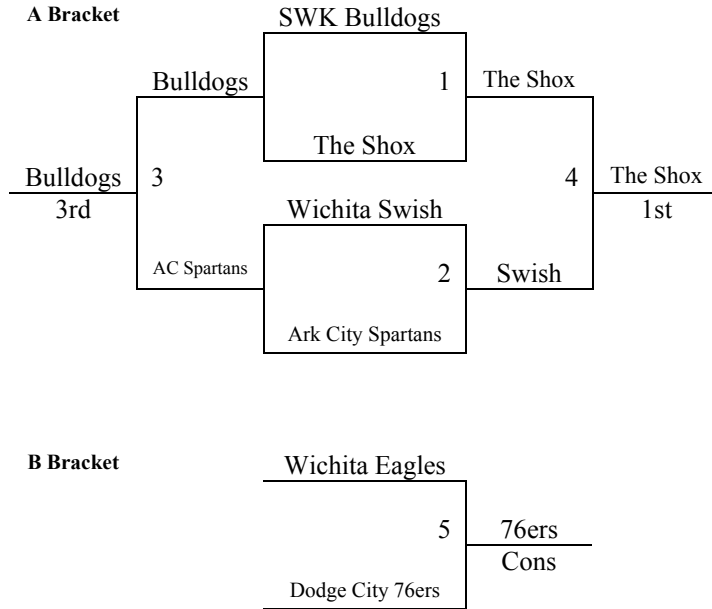 A Bracket
SWK Bulldogs
Bulldogs
1
The Shox
The Shox
Bulldogs
3
4
The Shox
3rd
Wichita Swish
1st
AC Spartans
2
Swish
Ark City Spartans
B Bracket
Wichita Eagles
5
76ers
Cons
Dodge City 76ers